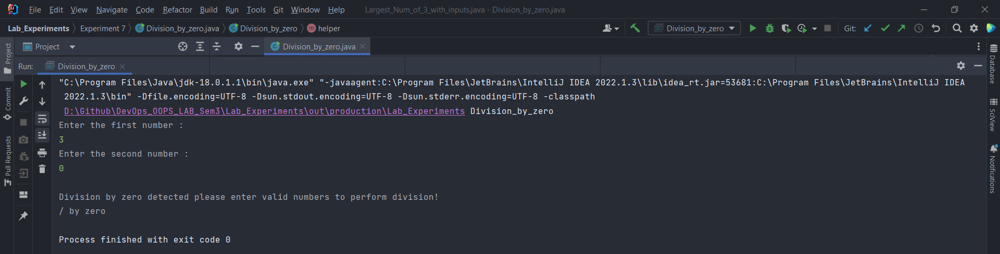 File Edit View Navigate Code Refactor Build Run Tools Git Window Help Largest_Num_of_3_with_inputs.java - Division_by_zero.java
Lab_Experiments Experiment 7 Division_by_zero.java Division_by_zero helper Division_by_zero Git:
Project Division_by_zero.java
Run: Division_by_zero
"C:\Program Files\Java\jdk-18.0.1.1\bin\java.exe" "-javaagent:C:\Program Files\JetBrains\IntelliJ IDEA 2022.1.3\lib\idea_rt.jar=53681:C:\Program Files\JetBrains\IntelliJ IDEA
2022.1.3\bin" -Dfile.encoding=UTF-8 -Dsun.stdout.encoding=UTF-8 -Dsun.stderr.encoding=UTF-8 -classpath
D:\Github\DevOps_OOPS_LAB_Sem3\Lab_Experiments\out\production\Lab_Experiments Division_by_zero
Enter the first number :
3
Enter the second number :
0
Division by zero detected please enter valid numbers to perform division!
/ by zero
Process finished with exit code 0
Project
Commit
Pull Requests
Database
SciView
Notifications